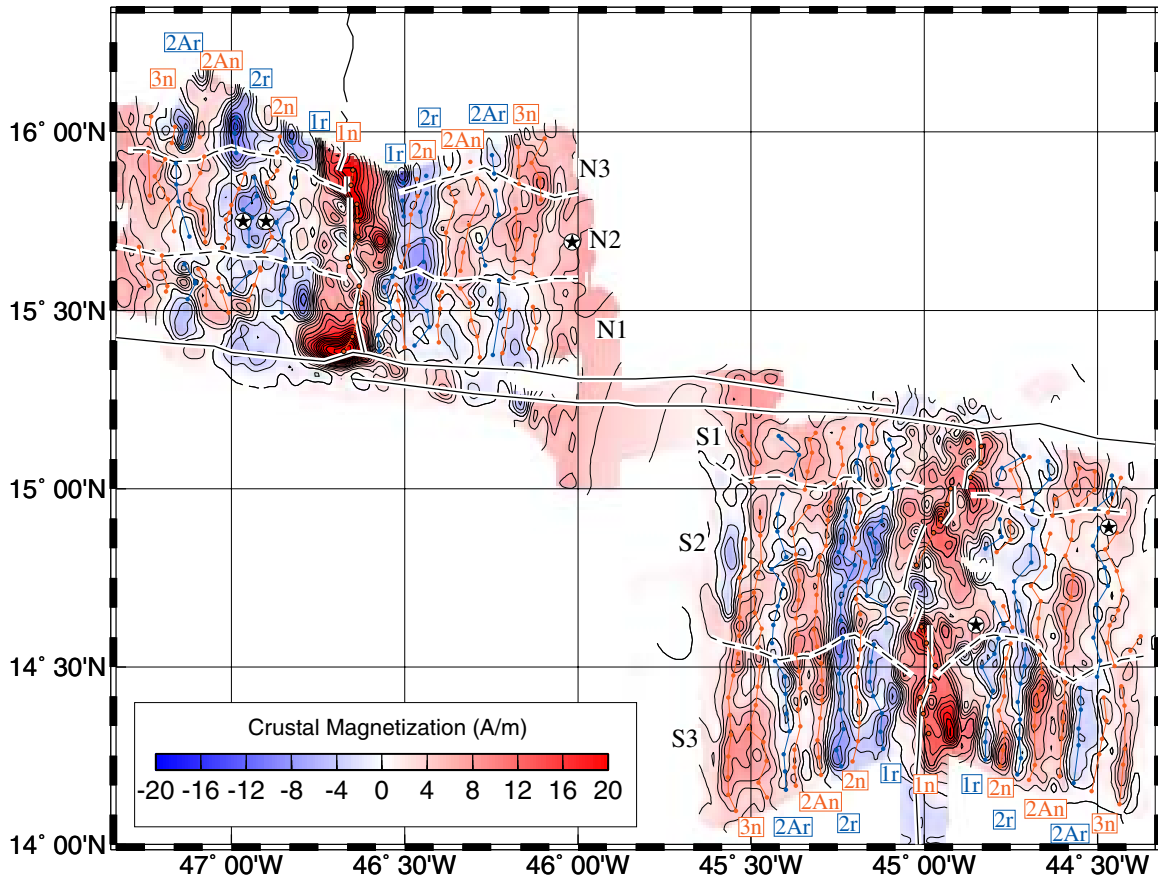 2Ar
2An
3n
2r
2n
1r
1n
1r
2n
2r
2An
2Ar
3n
16° 00'N
N3
N2
15° 30'N
N1
S1
15° 00'N
S2
14° 30'N
S3
Crustal Magnetization (A/m)
-20 -16 -12 -8 -4 0 4 8 12 16 20
3n
2Ar
2An
2r
2n
1r
1n
1r
2n
2r
2An
2Ar
3n
14° 00'N
47° 00'W 46° 30'W 46° 00'W 45° 30'W 45° 00'W 44° 30'W